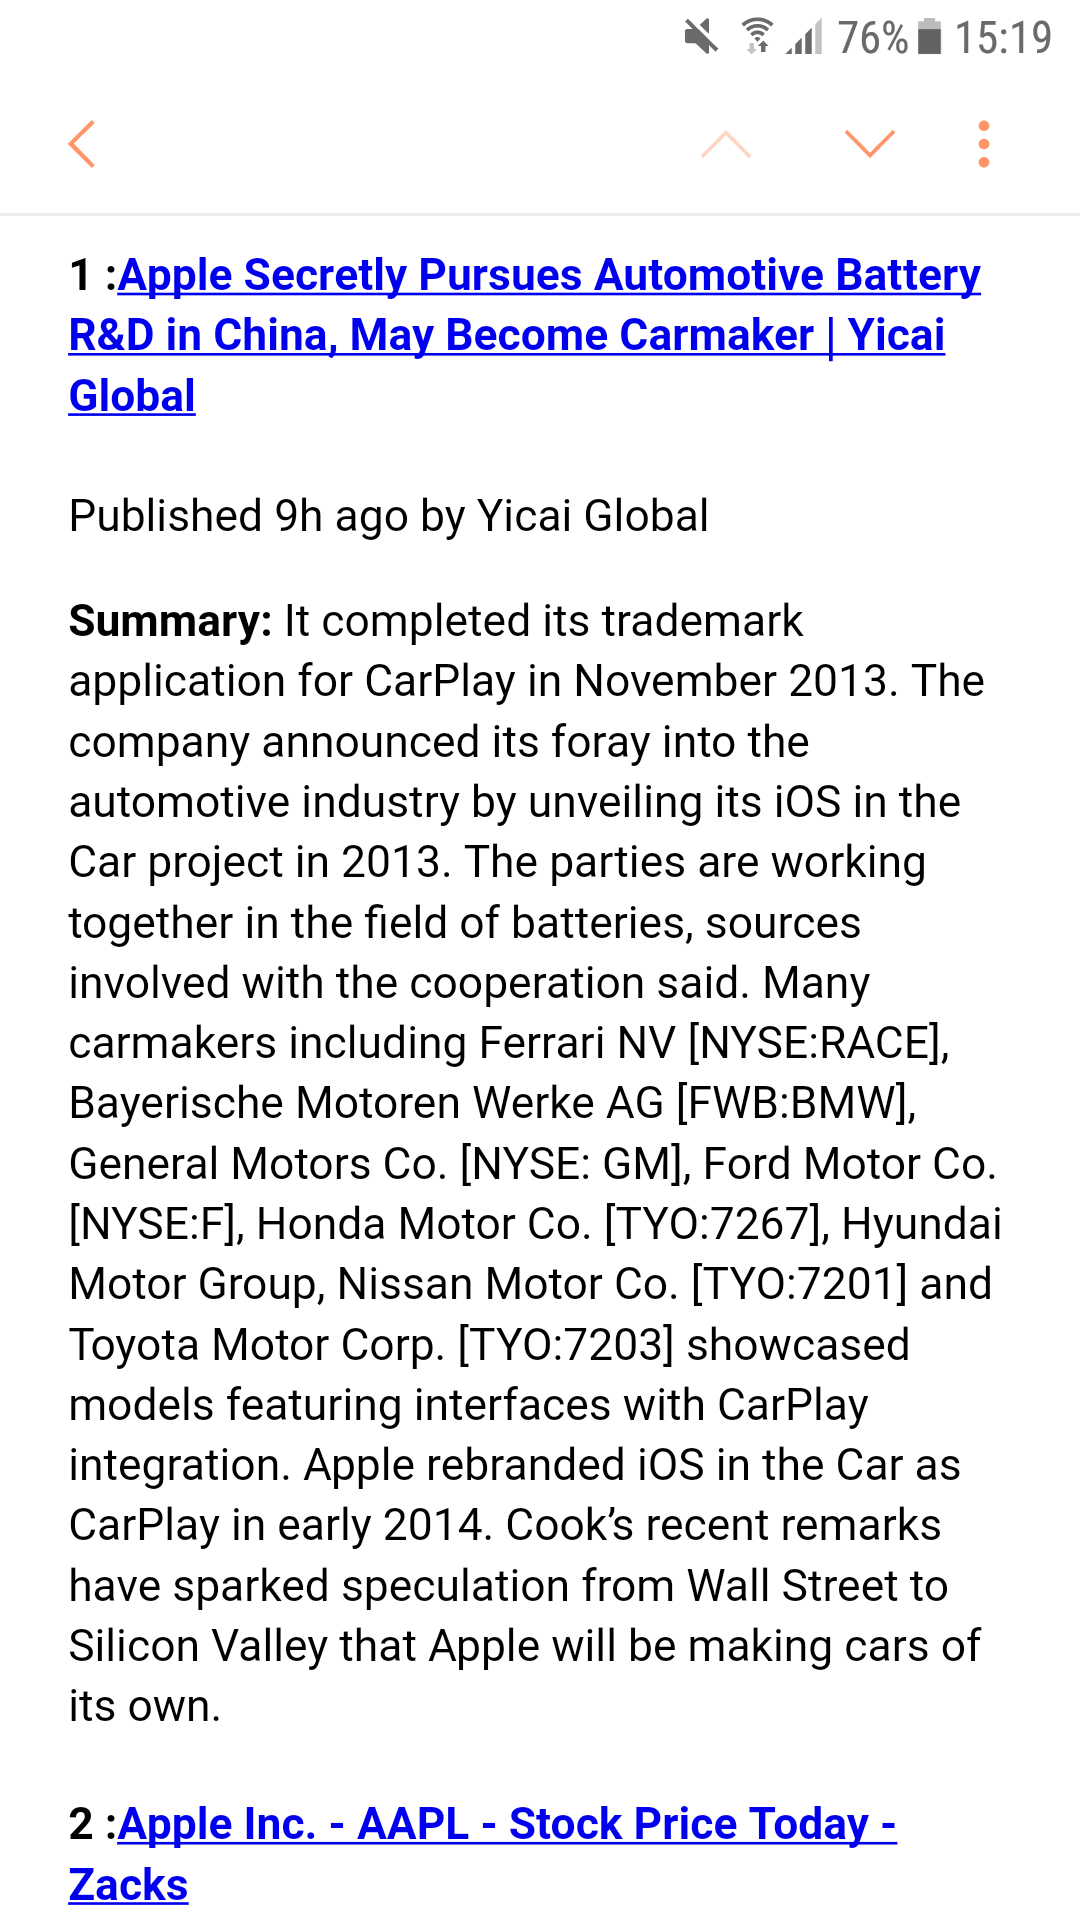 76% 15:19
1 :Apple Secretly Pursues Automotive Battery
R&D in China, May Become Carmaker | Yicai
Global
Published 9h ago by Yicai Global
Summary: It completed its trademark
application for CarPlay in November 2013. The
company announced its foray into the
automotive industry by unveiling its iOS in the
Car project in 2013. The parties are working
together in the field of batteries, sources
involved with the cooperation said. Many
carmakers including Ferrari NV [NYSE:RACE],
Bayerische Motoren Werke AG [FWB:BMW],
General Motors Co. [NYSE: GM], Ford Motor Co.
[NYSE:F], Honda Motor Co. [TYO:7267], Hyundai
Motor Group, Nissan Motor Co. [TYO:7201] and
Toyota Motor Corp. [TYO:7203] showcased
models featuring interfaces with CarPlay
integration. Apple rebranded iOS in the Car as
CarPlay in early 2014. Cook’s recent remarks
have sparked speculation from Wall Street to
Silicon Valley that Apple will be making cars of
its own.
2 :Apple Inc. - AAPL - Stock Price Today -
Zacks